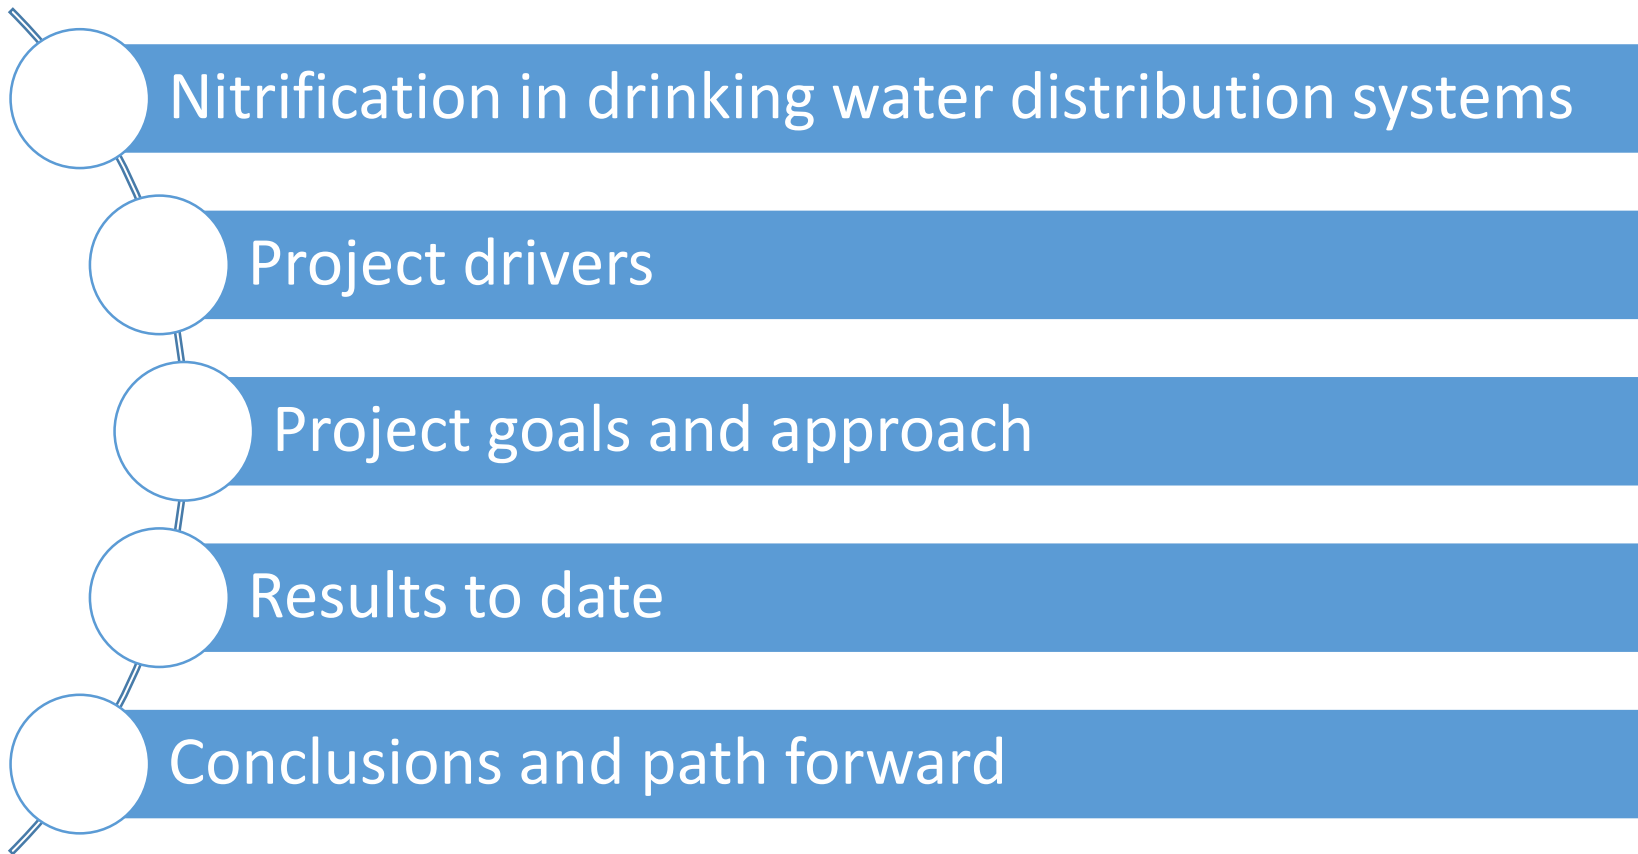 Nitrification in drinking water distribution systems
Project drivers
Project goals and approach
Results to date
Conclusions and path forward